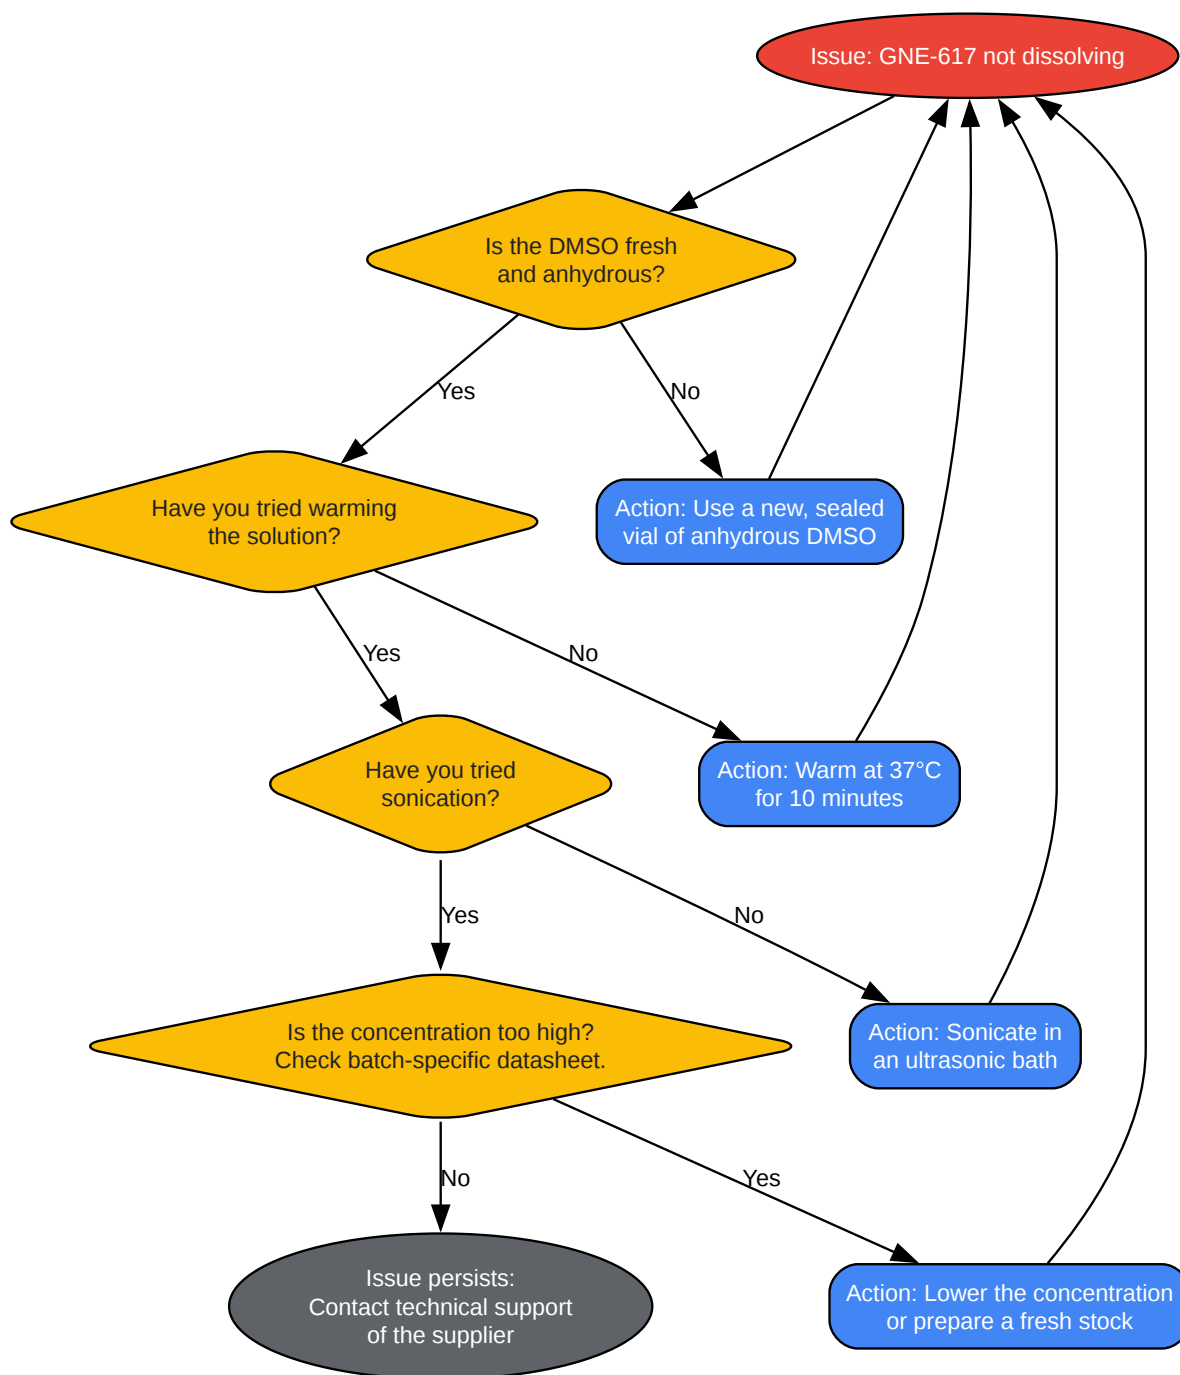 Issue: GNE-617 not dissolving
Is the DMSO fresh
and anhydrous?
Yes
No
Have you tried warming
the solution?
Action: Use a new, sealed
vial of anhydrous DMSO
Yes
No
Have you tried
sonication?
Action: Warm at 37°C
for 10 minutes
Yes
No
Is the concentration too high?
Check batch-specific datasheet.
Action: Sonicate in
an ultrasonic bath
No
Yes
Issue persists:
Contact technical support
of the supplier
Action: Lower the concentration
or prepare a fresh stock